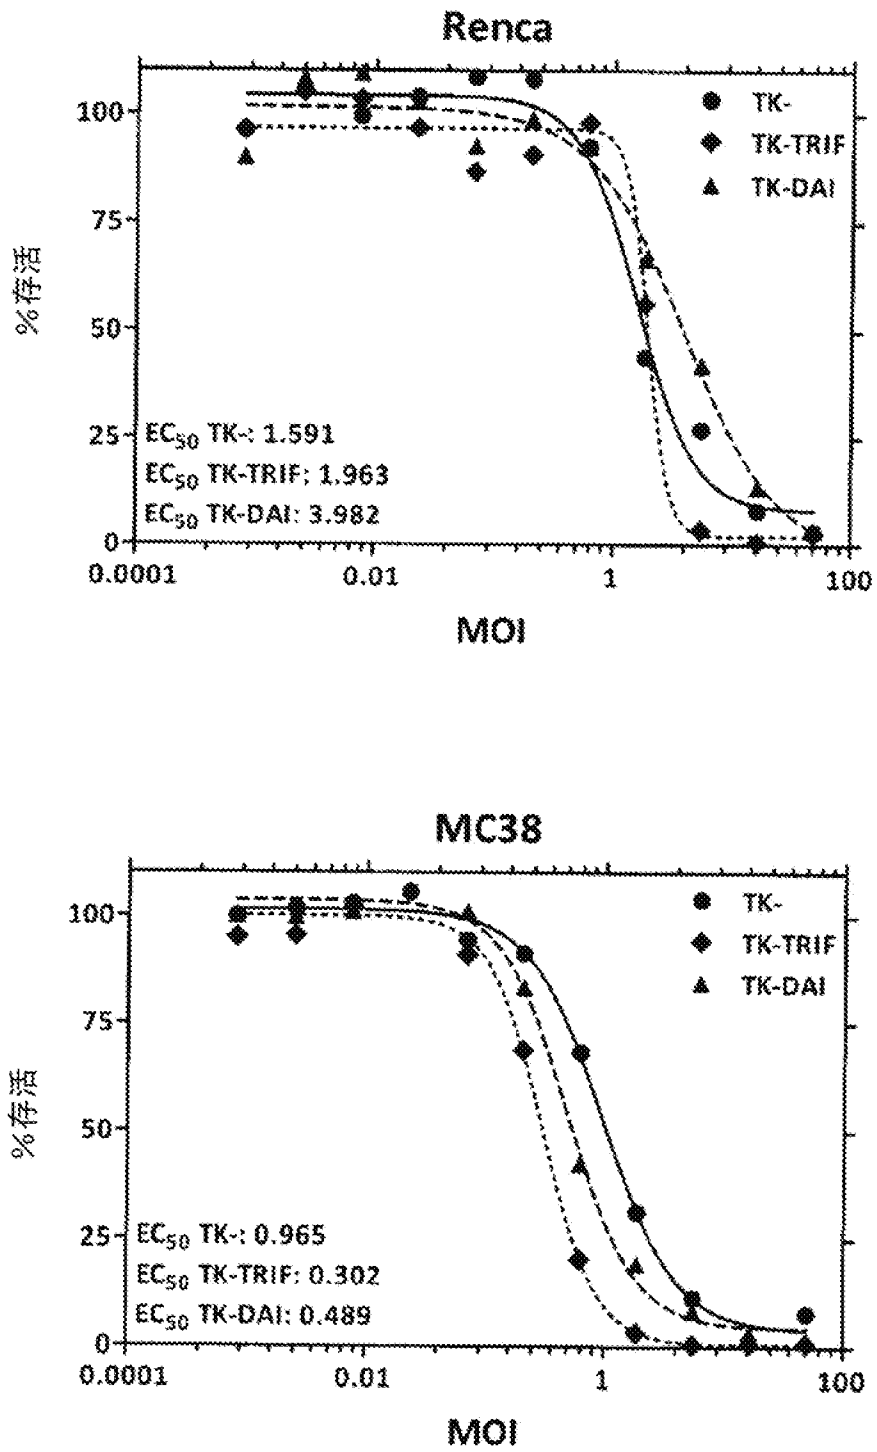 Renca
100
75
50
25
0
%存活
TK-
TK-TRIF
TK-DAI
EC50 TK-: 1.591
EC50 TK-TRIF: 1.963
EC50 TK-DAI: 3.982
0.0001
0.01
1
100
MOI
MC38
100
75
50
25
0
%存活
TK-
TK-TRIF
TK-DAI
EC50 TK-: 0.965
EC50 TK-TRIF: 0.302
EC50 TK-DAI: 0.489
0.0001
0.01
1
100
MOI